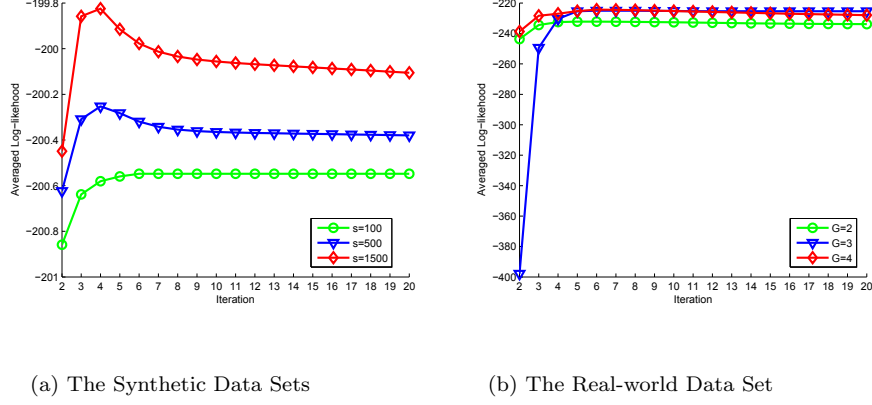 −199.8
−200
−200.2
−200.4
−200.6
−200.8
−201
Averaged Log−likehood
2 3 4 5 6 7 8 9 10 11 12 13 14 15 16 17 18 19 20
Iteration
s=100
s=500
s=1500
(a) The Synthetic Data Sets
−220
−240
−260
−280
−300
−320
−340
−360
−380
−400
Averaged Log−likehood
2 3 4 5 6 7 8 9 10 11 12 13 14 15 16 17 18 19 20
Iteration
G=2
G=3
G=4
(b) The Real-world Data Set